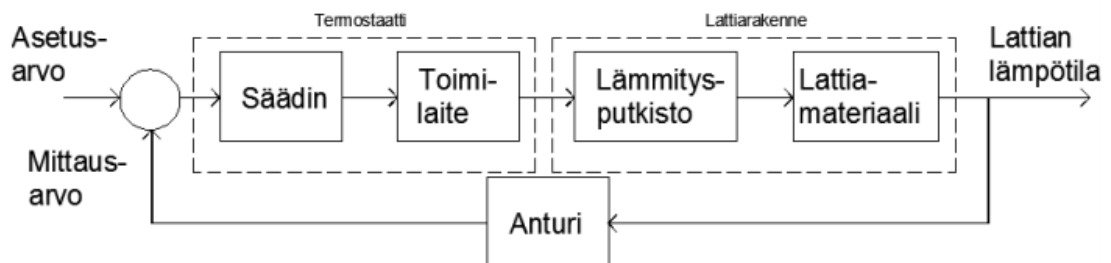 Termostaatti
Lattiarakenne
Asetus-
arvo
Säädin
Toimi-
laite
Lämmitys-
putkisto
Lattia-
materiaali
Lattian
lämpötila
Mittaus-
arvo
Anturi